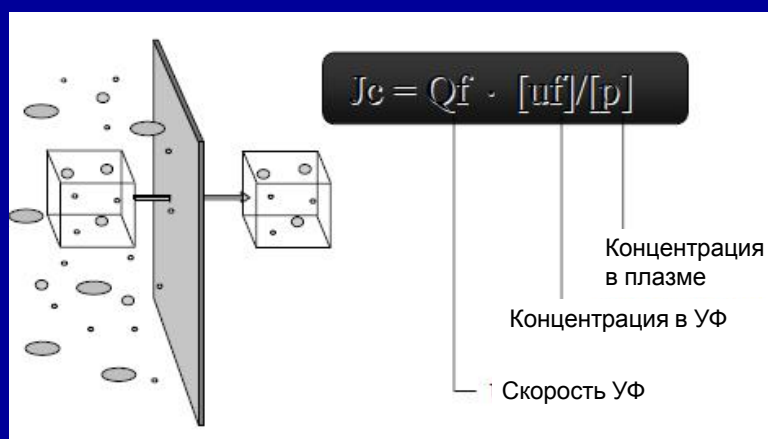 Jc = Qf · [uf]/[p]
Концентрация
в плазме
Концентрация в УФ
Скорость УФ